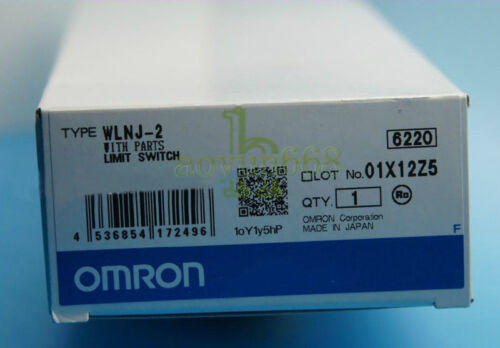 TYPE WLNJ-2
WITH PARTS
LIMIT SWITCH
6220
LOT No. 01X12Z5
QTY. 1
OMRON Corporation
MADE IN JAPAN
4 536854 172496
1oY1y5hP
F
OMRON
aoyur668